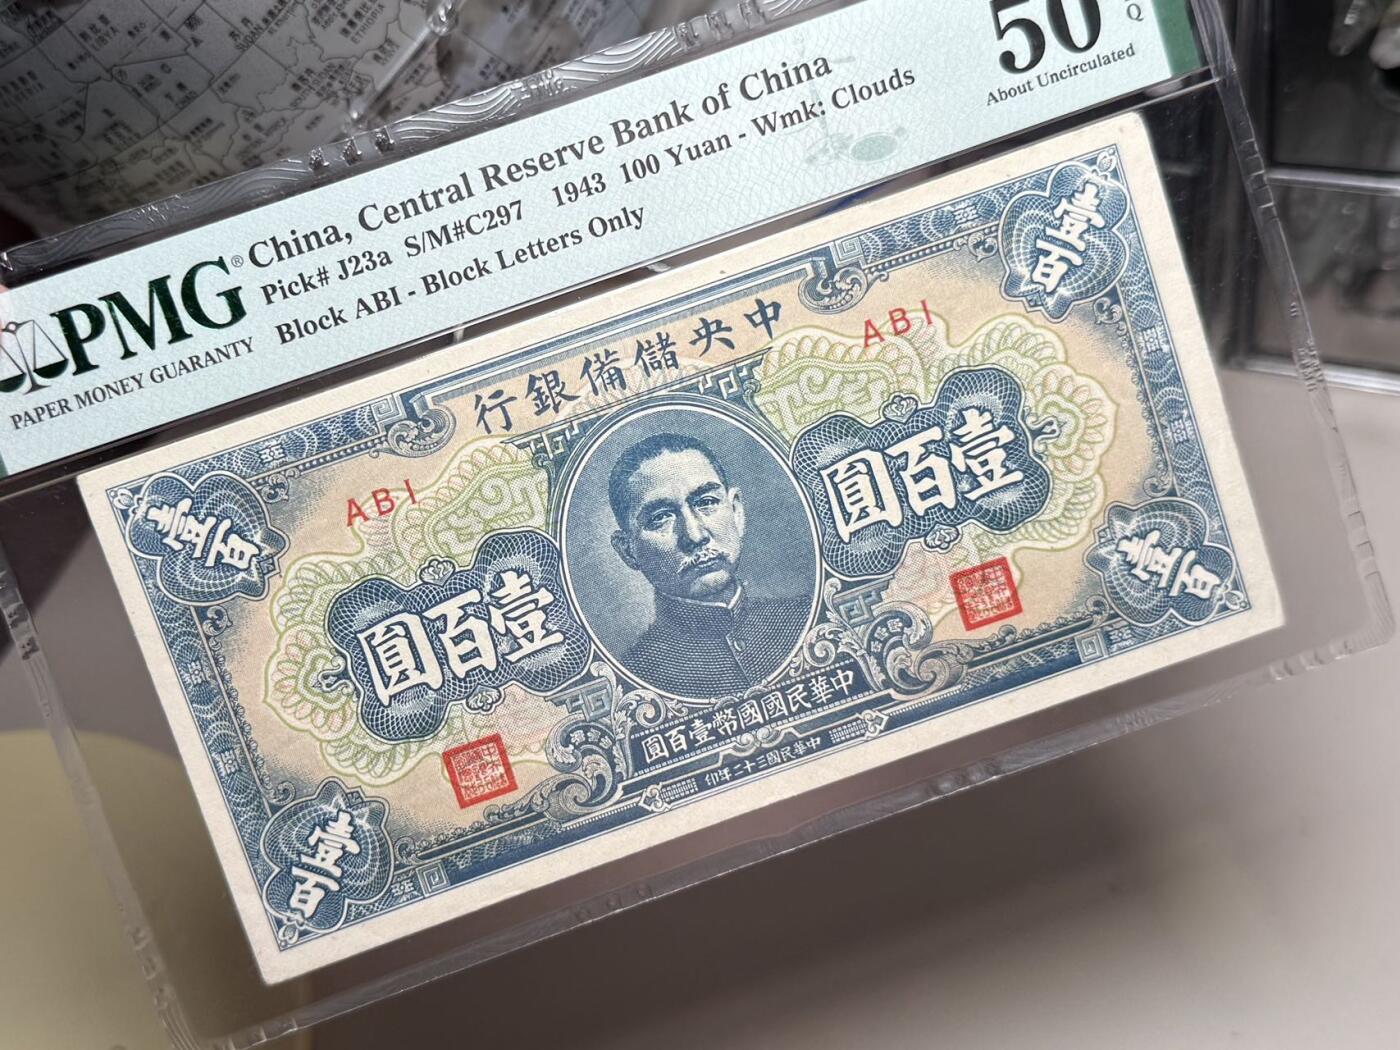 50
Q
About Uncirculated
China, Central Reserve Bank of China
Pick# J23a S/M#C297 1943 100 Yuan - Wmk: Clouds
Block ABI - Block Letters Only
PMG®
PAPER MONEY GUARANTY
壹百
行銀備儲央中
ABI
ABI
圓百壹
圓百壹
壹百
壹百
圓百壹幣國國民華中
印年二十三國民華中
壹百